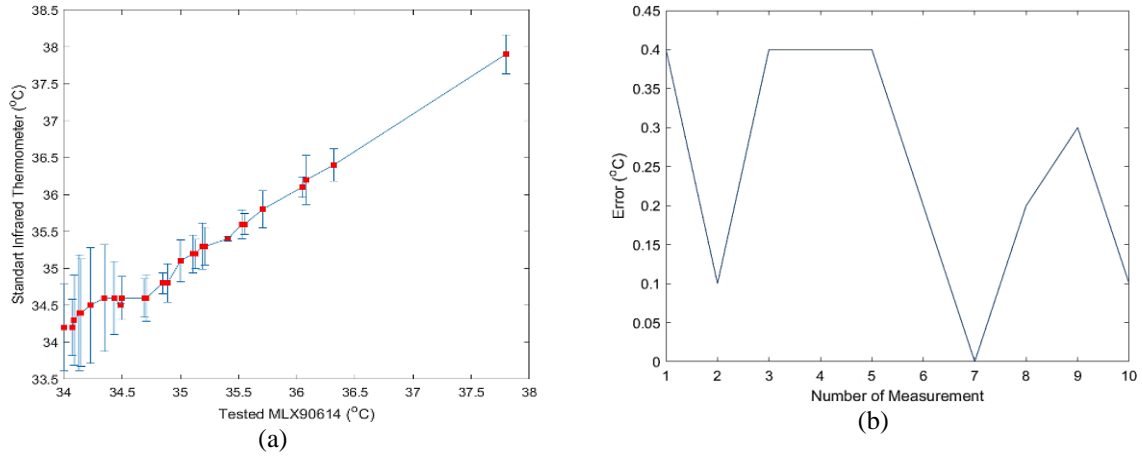 38.5
38
37.5
37
36.5
36
35.5
35
34.5
34
33.5
Standart Infrared Thermometer (°C)
34 34.5 35 35.5 36 36.5 37 37.5 38
Tested MLX90614 (°C)
(a)
0.45
0.4
0.35
0.3
0.25
0.2
0.15
0.1
0.05
0
Error (°C)
1 2 3 4 5 6 7 8 9 10
Number of Measurement
(b)